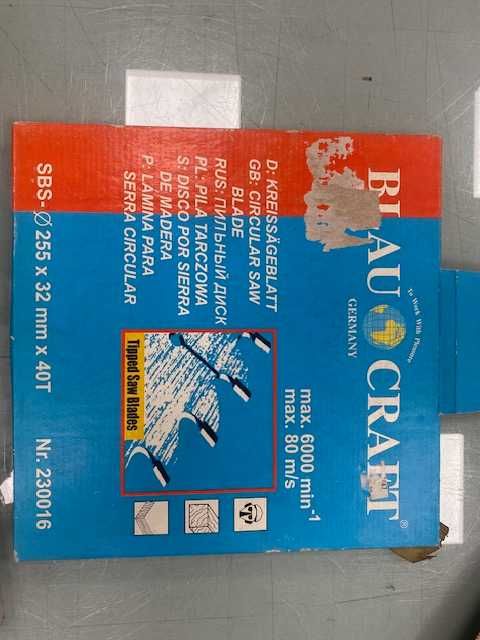 BLAU CRAFT®
To Work With Pleasure
GERMANY
D: KREISSÄGEBLATT
GB: CIRCULAR SAW
BLADE
RUS: ПИЛЬНЫЙ ДИСК
PL: PILA TARCZOWA
S: DISCO POR SIERRA
DE MADERA
P: LÁMINA PARA
SERRA CIRCULAR
max. 6000 min-1
max. 80 m/s
Tipped Saw Blades
SBS-Ø 255 x 32 mm x 40T
Nr. 230016